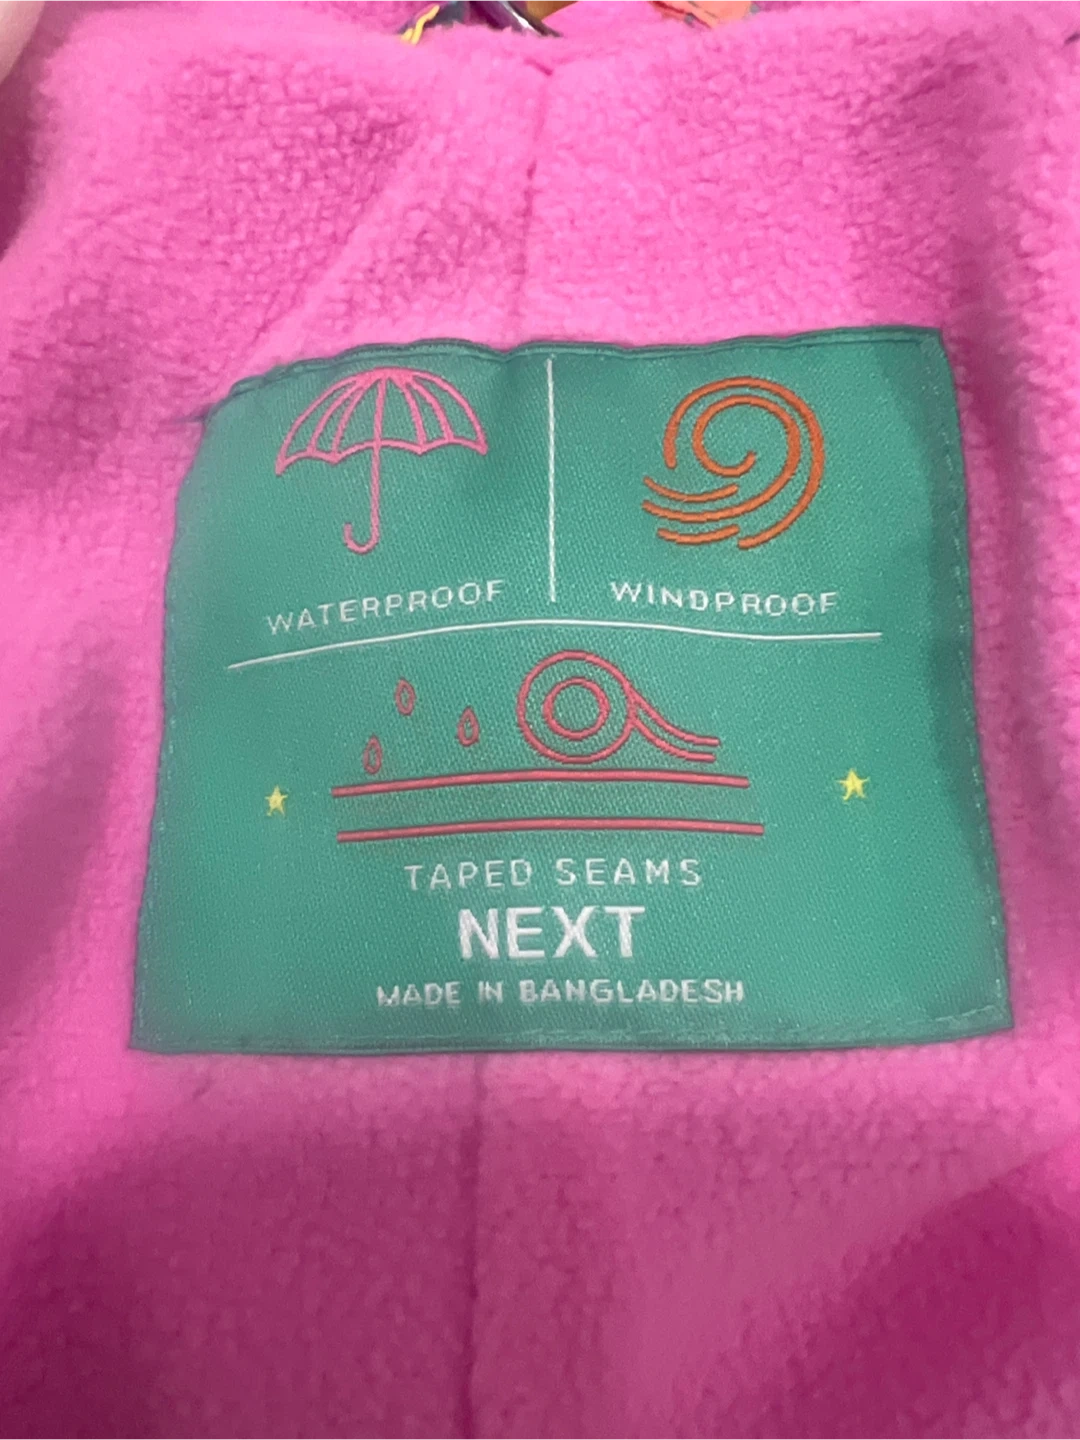 WATERPROOF
WINDPROOF
TAPED SEAMS
NEXT
MADE IN BANGLADESH